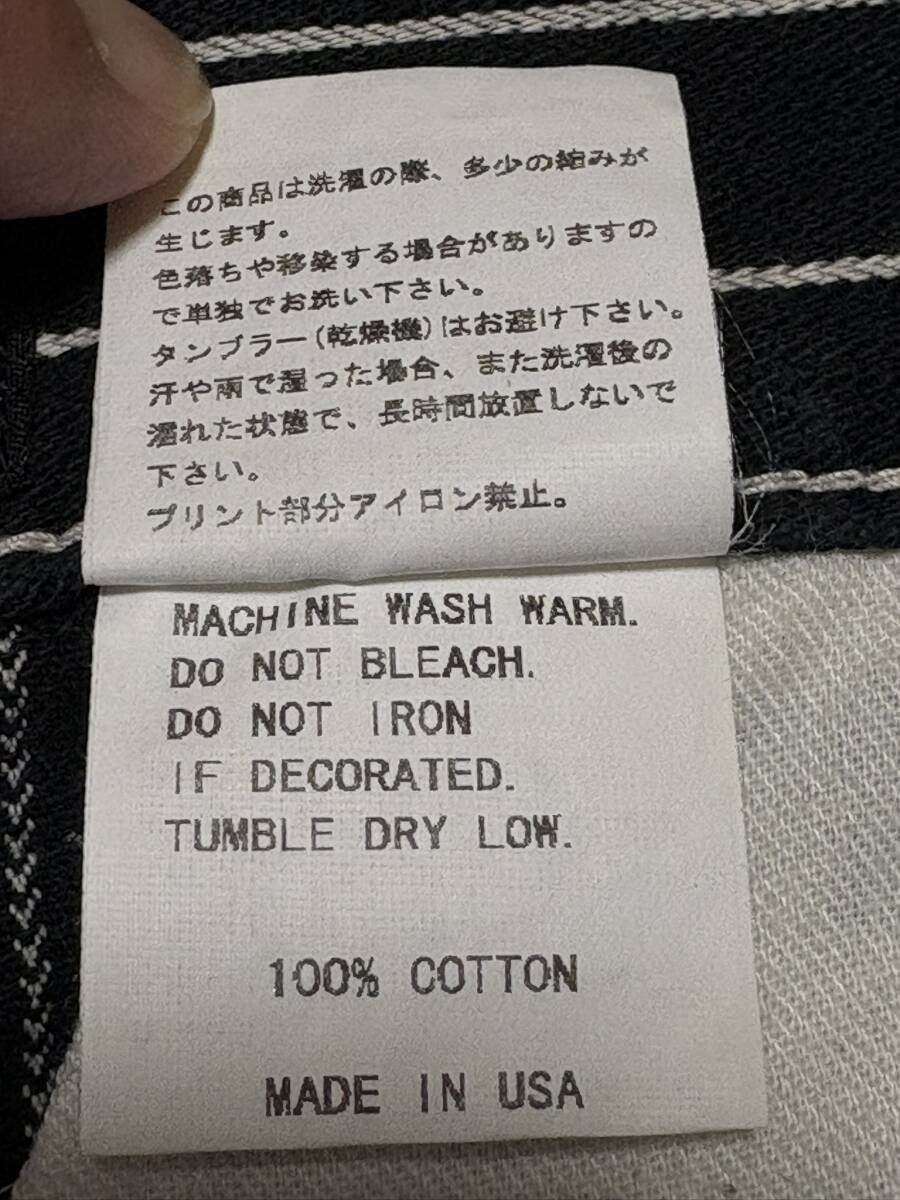 この商品は洗濯の際、多少の縮みが
生じます。
色落ちや移染する場合がありますの
で単独でお洗い下さい。
タンブラー(乾燥機)はお避け下さい。
汗や雨で湿った場合、また洗濯後の
濡れた状態で、長時間放置しないで
下さい。
プリント部分アイロン禁止。
MACHINE WASH WARM.
DO NOT BLEACH.
DO NOT IRON
IF DECORATED.
TUMBLE DRY LOW.
100% COTTON
MADE IN USA